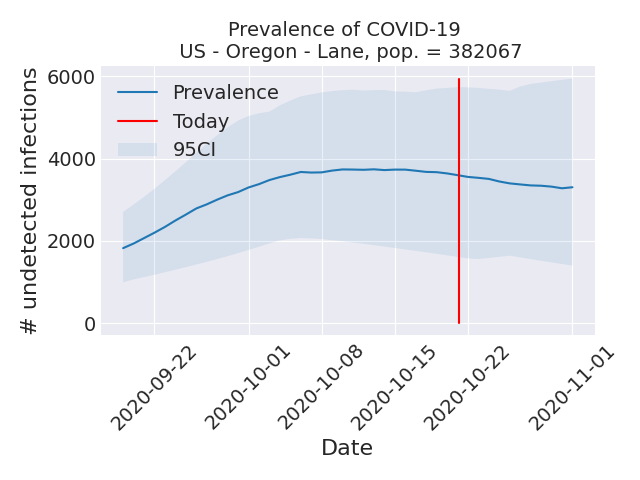 Prevalence of COVID-19
US - Oregon - Lane, pop. = 382067
# undetected infections
6000
4000
2000
0
Prevalence
Today
95CI
2020-09-22
2020-10-01
2020-10-08
2020-10-15
2020-10-22
2020-11-01
Date